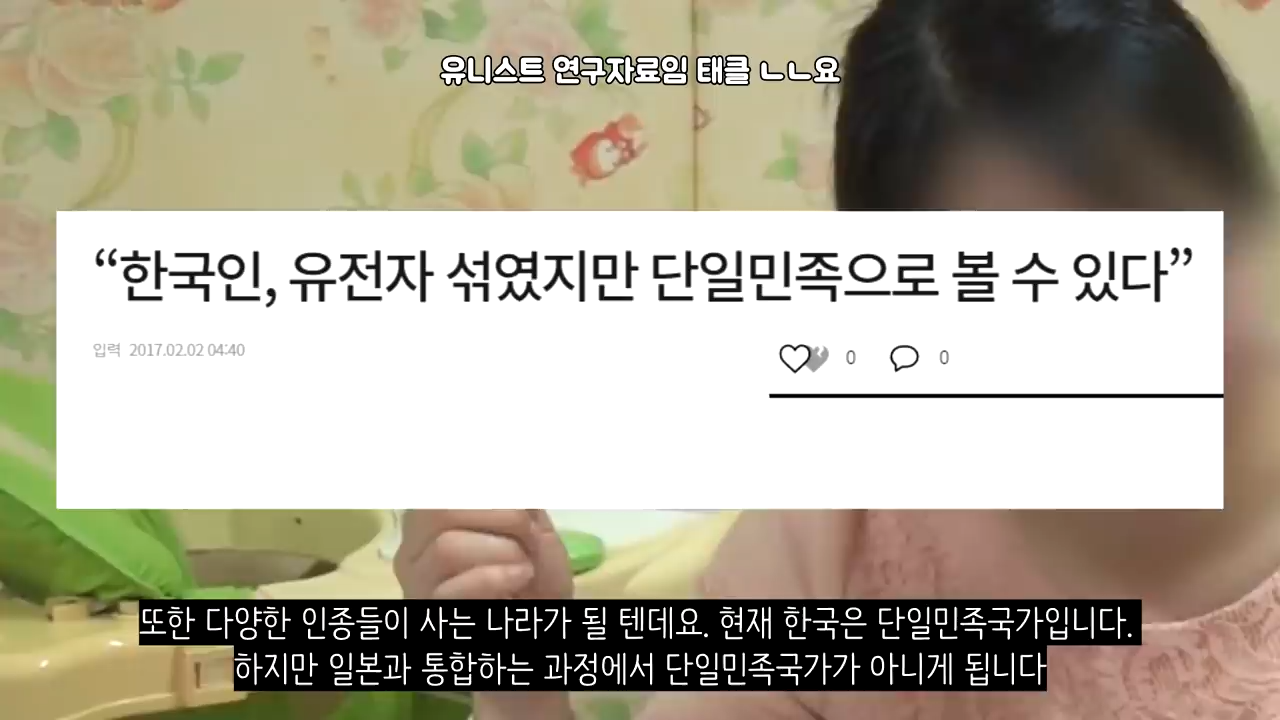 유니스트 연구자료임 태클 ㄴㄴ요
“한국인, 유전자 섞였지만 단일민족으로 볼 수 있다”
입력 2017.02.02 04:40
0 0
또한 다양한 인종들이 사는 나라가 될 텐데요. 현재 한국은 단일민족국가입니다.
하지만 일본과 통합하는 과정에서 단일민족국가가 아니게 됩니다